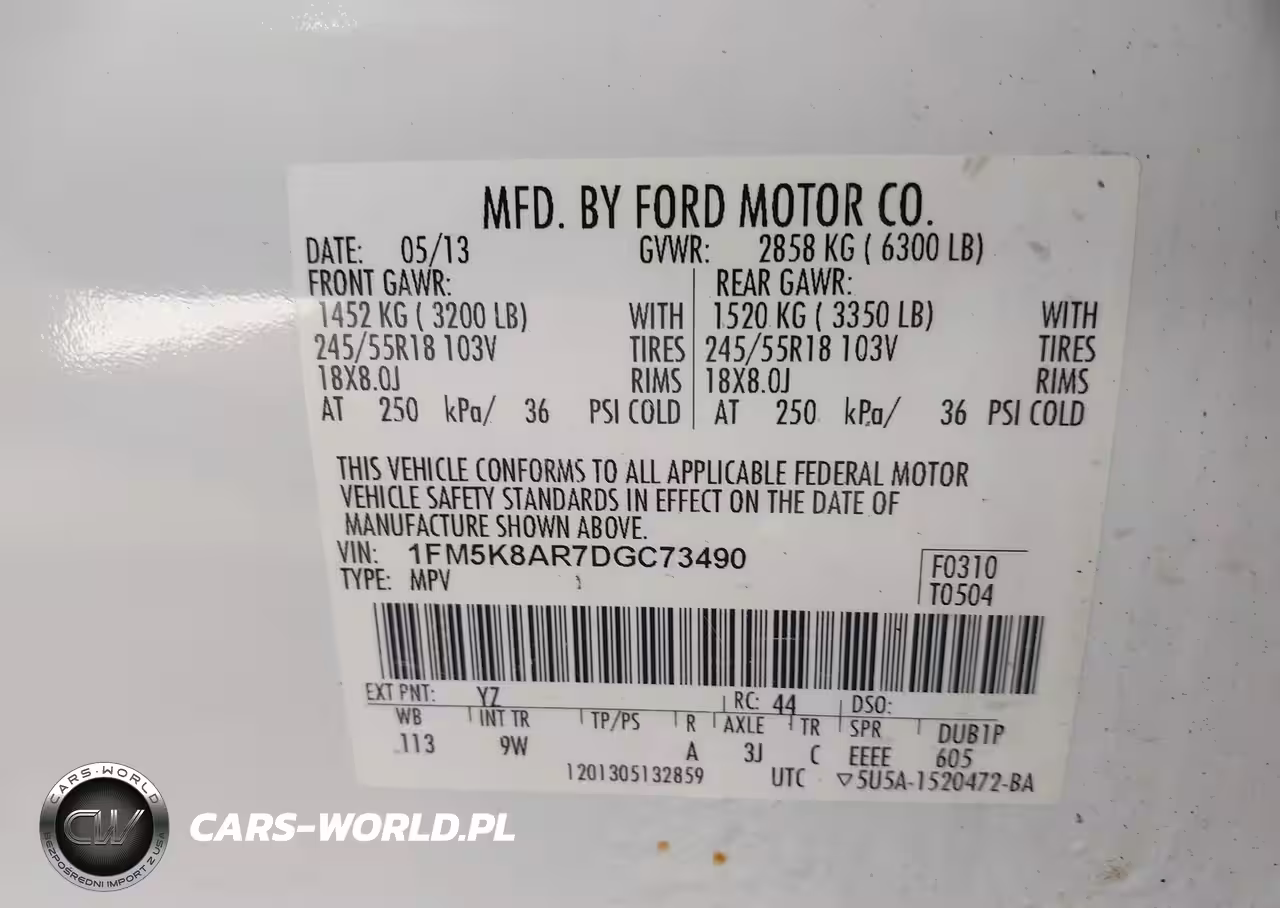 MFD. BY FORD MOTOR CO.
DATE: 05/13 GVWR: 2858 KG ( 6300 LB)
FRONT GAWR: REAR GAWR:
1452 KG ( 3200 LB) WITH 1520 KG ( 3350 LB) WITH
245/55R18 103V TIRES 245/55R18 103V TIRES
18X8.0J RIMS 18X8.0J RIMS
AT 250 kPa/ 36 PSI COLD AT 250 kPa/ 36 PSI COLD
THIS VEHICLE CONFORMS TO ALL APPLICABLE FEDERAL MOTOR
VEHICLE SAFETY STANDARDS IN EFFECT ON THE DATE OF
MANUFACTURE SHOWN ABOVE.
VIN: 1FM5K8AR7DGC73490 F0310
TYPE: MPV T0504
EXT PNT: YZ RC: 44 DSO:
WB INT TR TP/PS R AXLE TR SPR DUB1P
113 9W A 3J C EEEE 605
1201305132859 UTC ▽5U5A-1520472-BA
CARS-WORLD
CW
BEZPOŚREDNI IMPORT Z USA
CARS-WORLD.PL